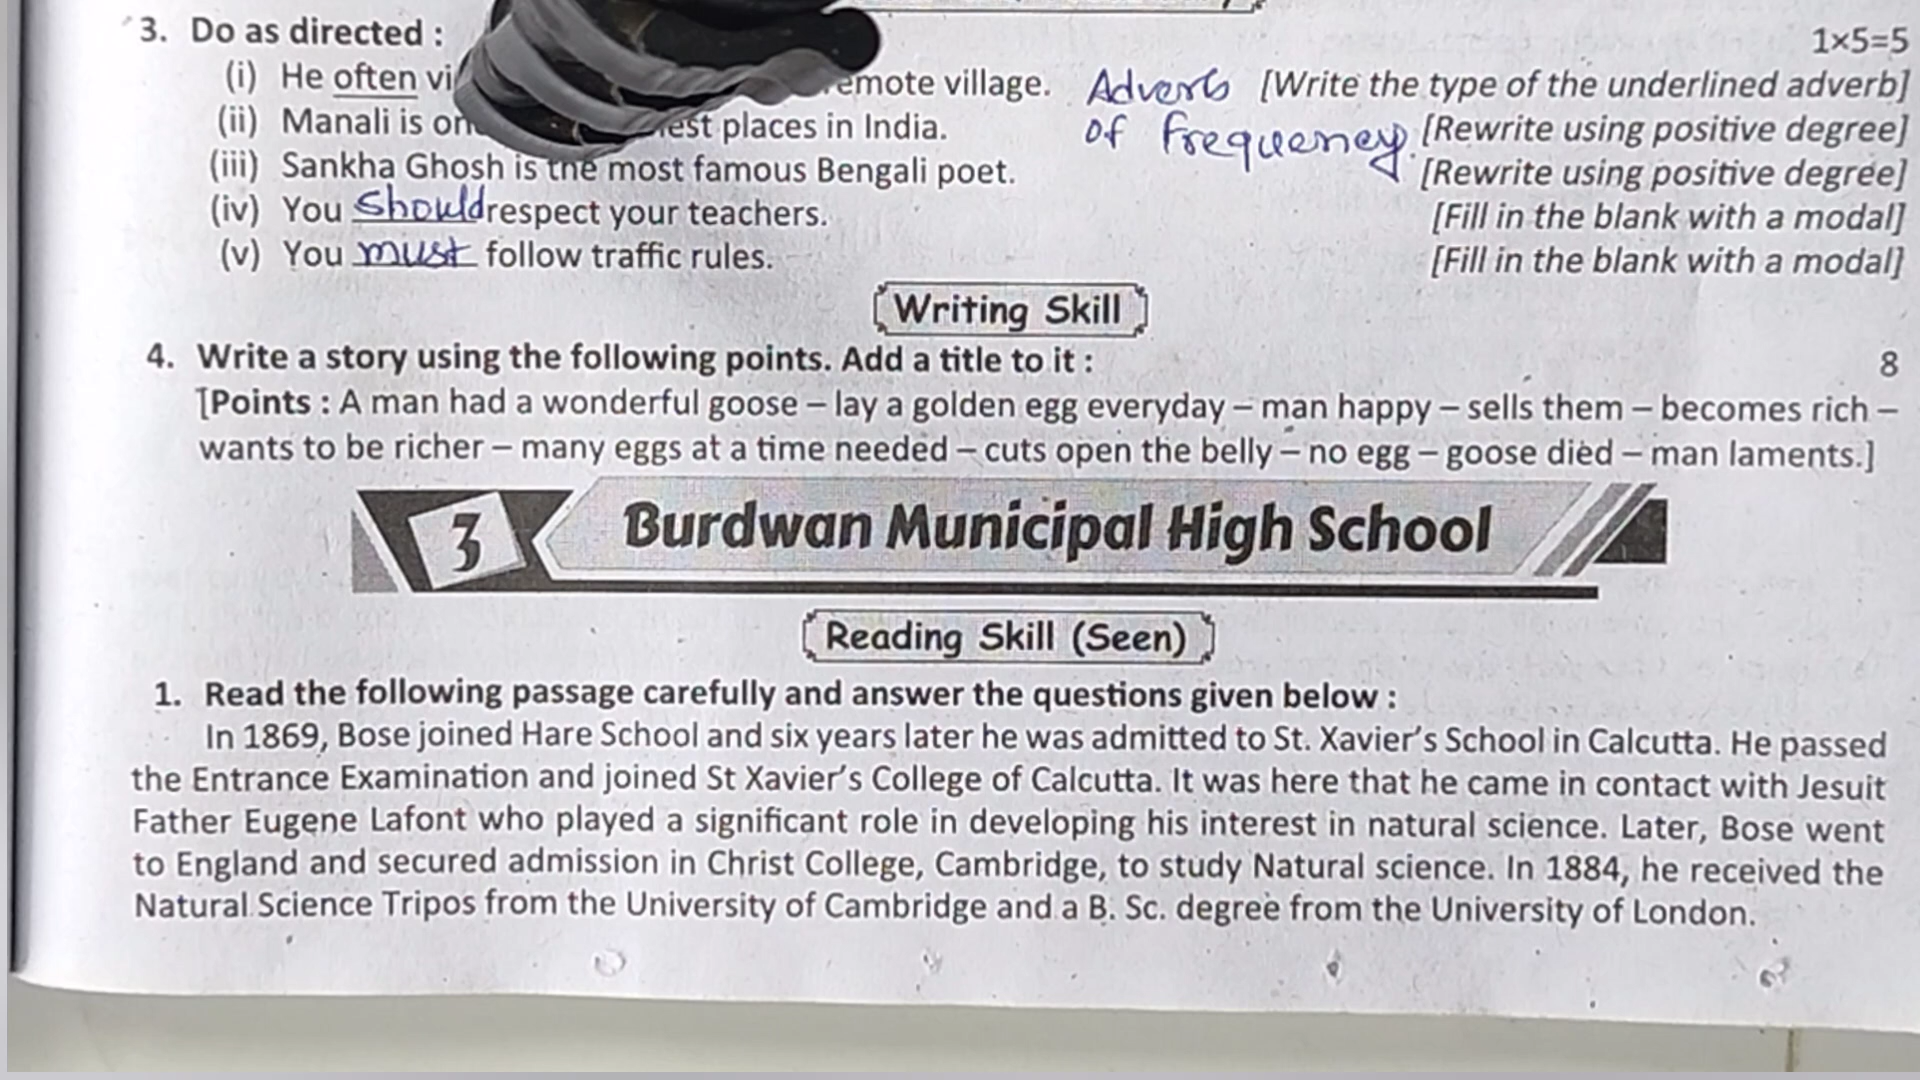 3. Do as directed : 1×5=5
(i) He often emote village. Adverb [Write the type of the underlined adverb]
(ii) Manali is on est places in India. of Frequency. [Rewrite using positive degree]
(iii) Sankha Ghosh is the most famous Bengali poet. [Rewrite using positive degree]
(iv) You should respect your teachers. [Fill in the blank with a modal]
(v) You must follow traffic rules. [Fill in the blank with a modal]
Writing Skill
4. Write a story using the following points. Add a title to it : 8
[Points : A man had a wonderful goose – lay a golden egg everyday – man happy – sells them – becomes rich –
wants to be richer – many eggs at a time needed – cuts open the belly – no egg – goose died – man laments.]
3 Burdwan Municipal High School
Reading Skill (Seen)
1. Read the following passage carefully and answer the questions given below :
In 1869, Bose joined Hare School and six years later he was admitted to St. Xavier's School in Calcutta. He passed
the Entrance Examination and joined St Xavier's College of Calcutta. It was here that he came in contact with Jesuit
Father Eugene Lafont who played a significant role in developing his interest in natural science. Later, Bose went
to England and secured admission in Christ College, Cambridge, to study Natural science. In 1884, he received the
Natural Science Tripos from the University of Cambridge and a B. Sc. degree from the University of London.